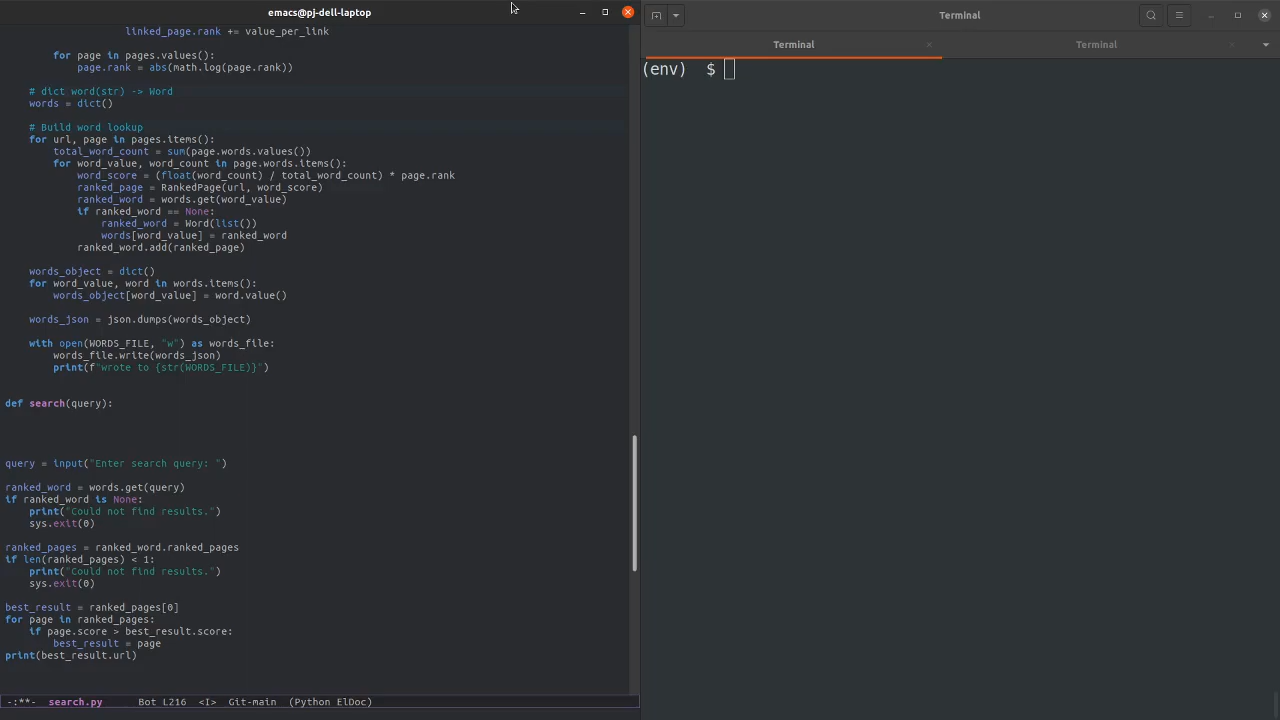 emacs@pj-dell-laptop
linked_page.rank += value_per_link
for page in pages.values():
page.rank = abs(math.log(page.rank))
# dict word(str) -> Word
words = dict()
# Build word lookup
for url, page in pages.items():
total_word_count = sum(page.words.values())
for word_value, word_count in page.words.items():
word_score = (float(word_count) / total_word_count) * page.rank
ranked_page = RankedPage(url, word_score)
ranked_word = words.get(word_value)
if ranked_word == None:
ranked_word = Word(list())
words[word_value] = ranked_word
ranked_word.add(ranked_page)
words_object = dict()
for word_value, word in words.items():
words_object[word_value] = word.value()
words_json = json.dumps(words_object)
with open(WORDS_FILE, "w") as words_file:
words_file.write(words_json)
print(f"wrote to {str(WORDS_FILE)}")
def search(query):
query = input("Enter search query: ")
ranked_word = words.get(query)
if ranked_word is None:
print("Could not find results.")
sys.exit(0)
ranked_pages = ranked_word.ranked_pages
if len(ranked_pages) < 1:
print("Could not find results.")
sys.exit(0)
best_result = ranked_pages[0]
for page in ranked_pages:
if page.score > best_result.score:
best_result = page
print(best_result.url)
-:**- search.py Bot L216 <I> Git-main (Python ElDoc)
Terminal
Terminal Terminal
(env) $